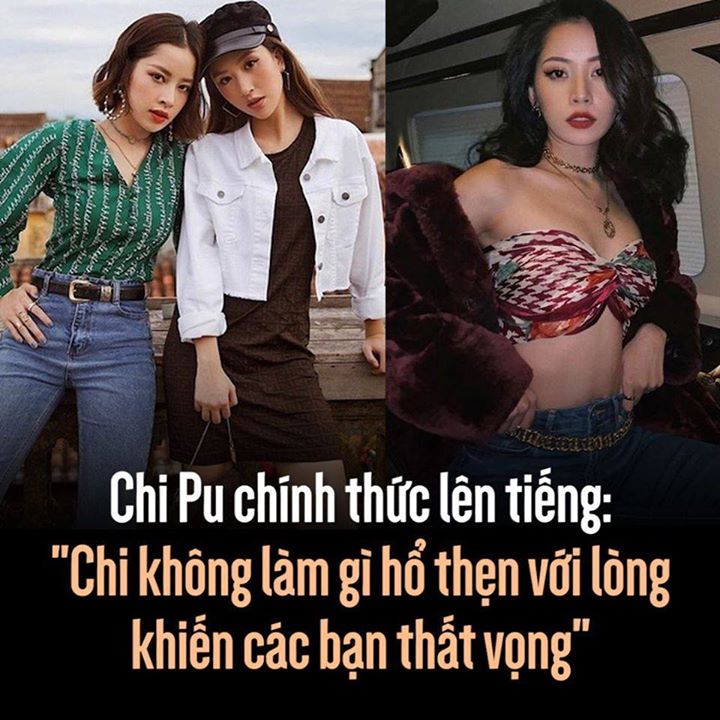 Chi Pu chính thức lên tiếng:
"Chi không làm gì hổ thẹn với lòng
khiến các bạn thất vọng"